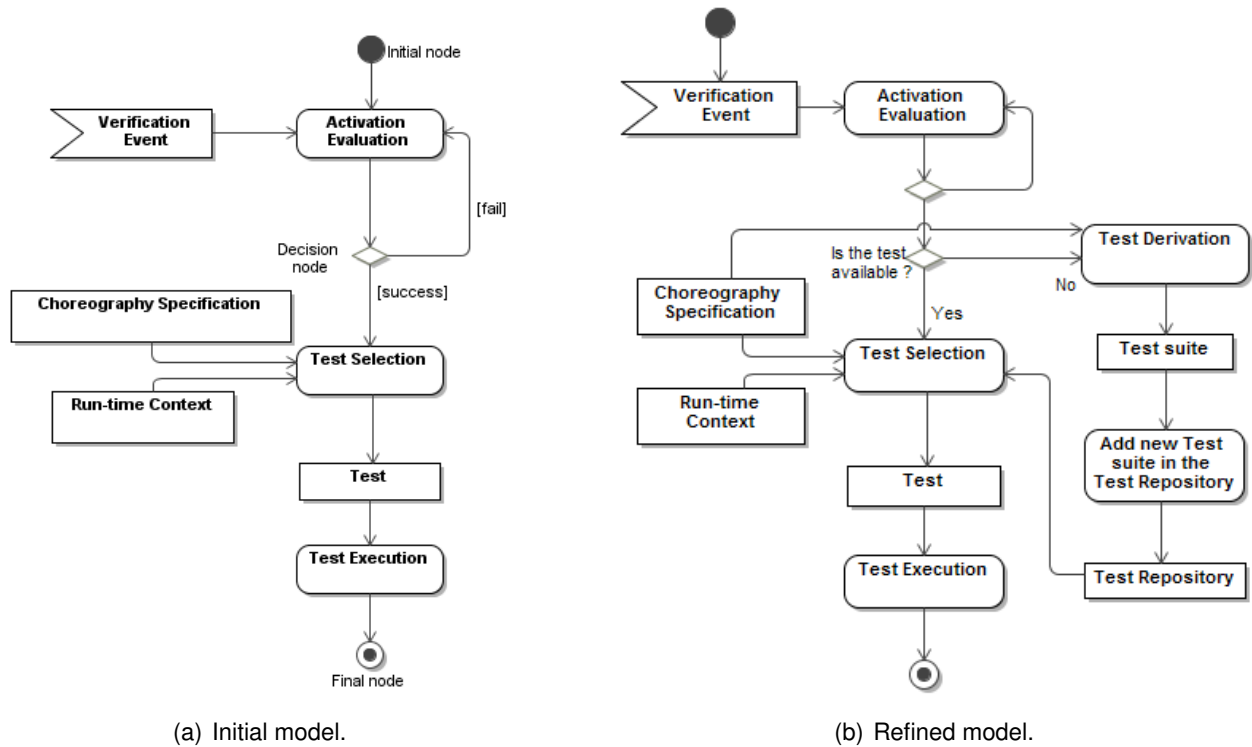 Initial node
Verification
Event
Activation
Evaluation
[fail]
Decision
node
[success]
Choreography Specification
Test Selection
Run-time Context
Test
Test Execution
Final node
(a) Initial model.
Verification
Event
Activation
Evaluation
Is the test
available ?
Test Derivation
No
Choreography
Specification
Yes
Test Selection
Test suite
Run-time
Context
Add new Test
suite in the
Test Repository
Test
Test Execution
Test Repository
(b) Refined model.